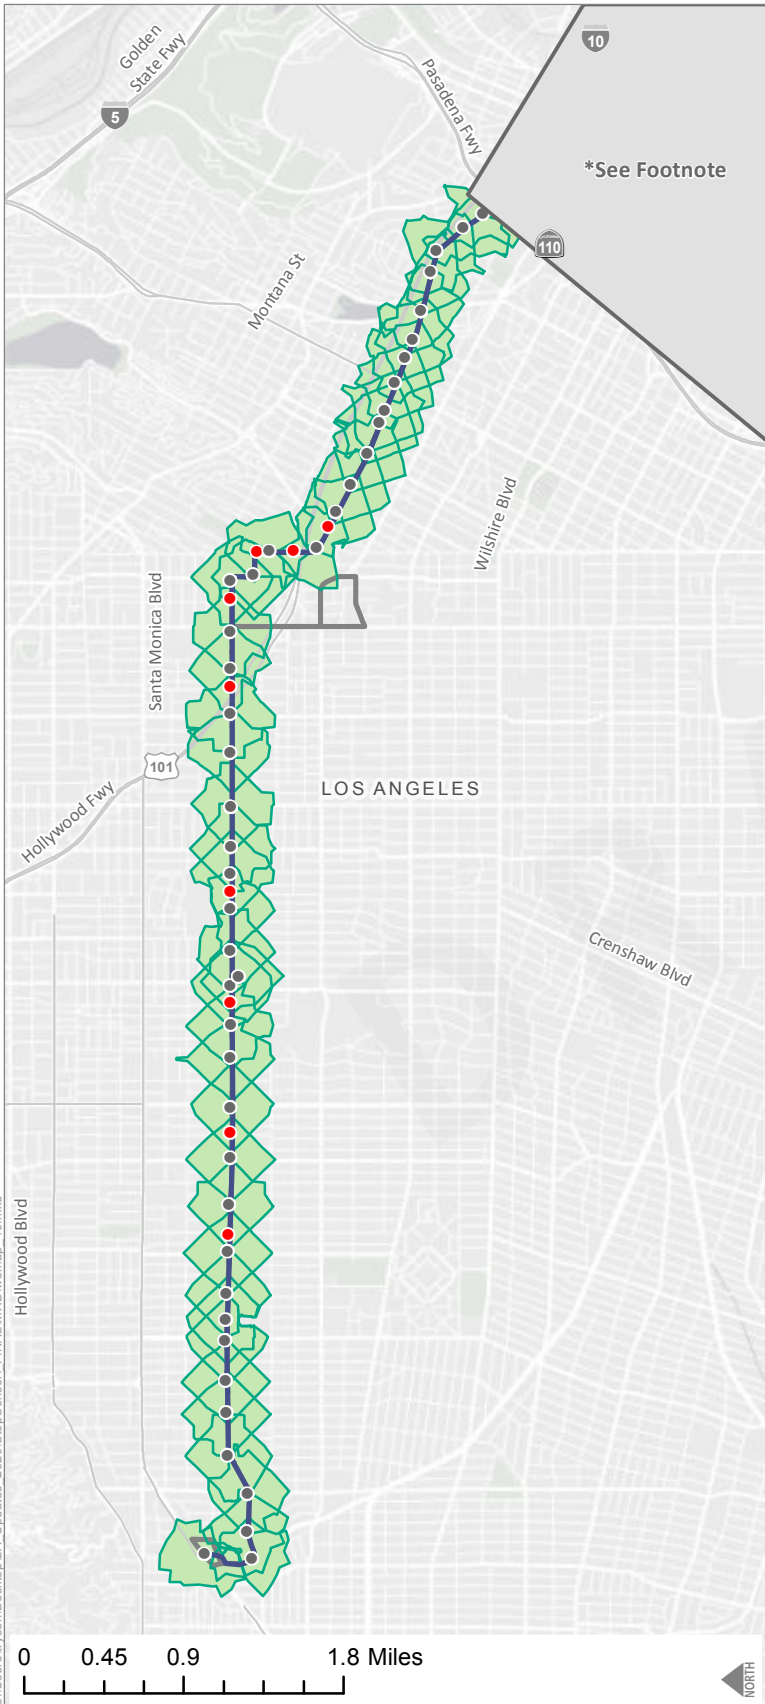 Golden
State Fwy
5
Pasadena Fwy
10
*See Footnote
CALIFORNIA
110
Montana St
Wilshire Blvd
Santa Monica Blvd
101
Hollywood Fwy
LOS ANGELES
Crenshaw Blvd
Hollywood Blvd
0 0.45 0.9 1.8 Miles
NORTH